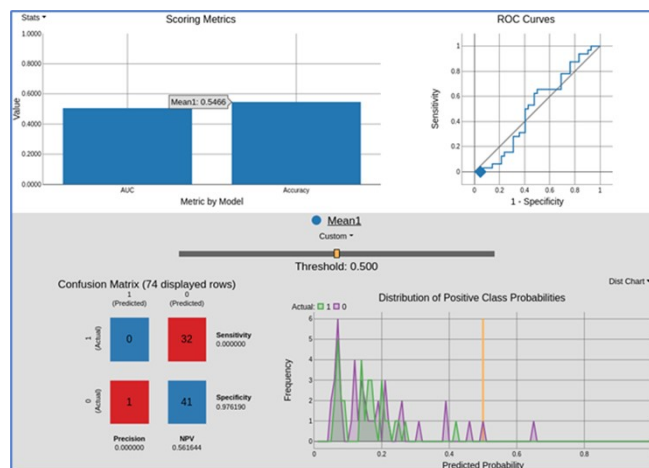 Stats
Scoring Metrics
1.0000
0.8000
0.6000
0.4000
0.2000
0.0000
Value
Mean1: 0.5466
AUC
Accuracy
Metric by Model
ROC Curves
1
0.8
0.6
0.4
0.2
0
Sensitivity
0 0.2 0.4 0.6 0.8 1
1 - Specificity
Mean1
Custom
Threshold: 0.500
Confusion Matrix (74 displayed rows)
1 (Predicted)
0 (Predicted)
1 (Actual)
0
32
Sensitivity
0.000000
0 (Actual)
1
41
Specificity
0.976190
Precision
0.000000
NPV
0.561644
Dist Chart
Distribution of Positive Class Probabilities
Actual: 1 0
6
5
4
3
2
1
0
Frequency
0 0.2 0.4 0.6 0.8
Predicted Probability